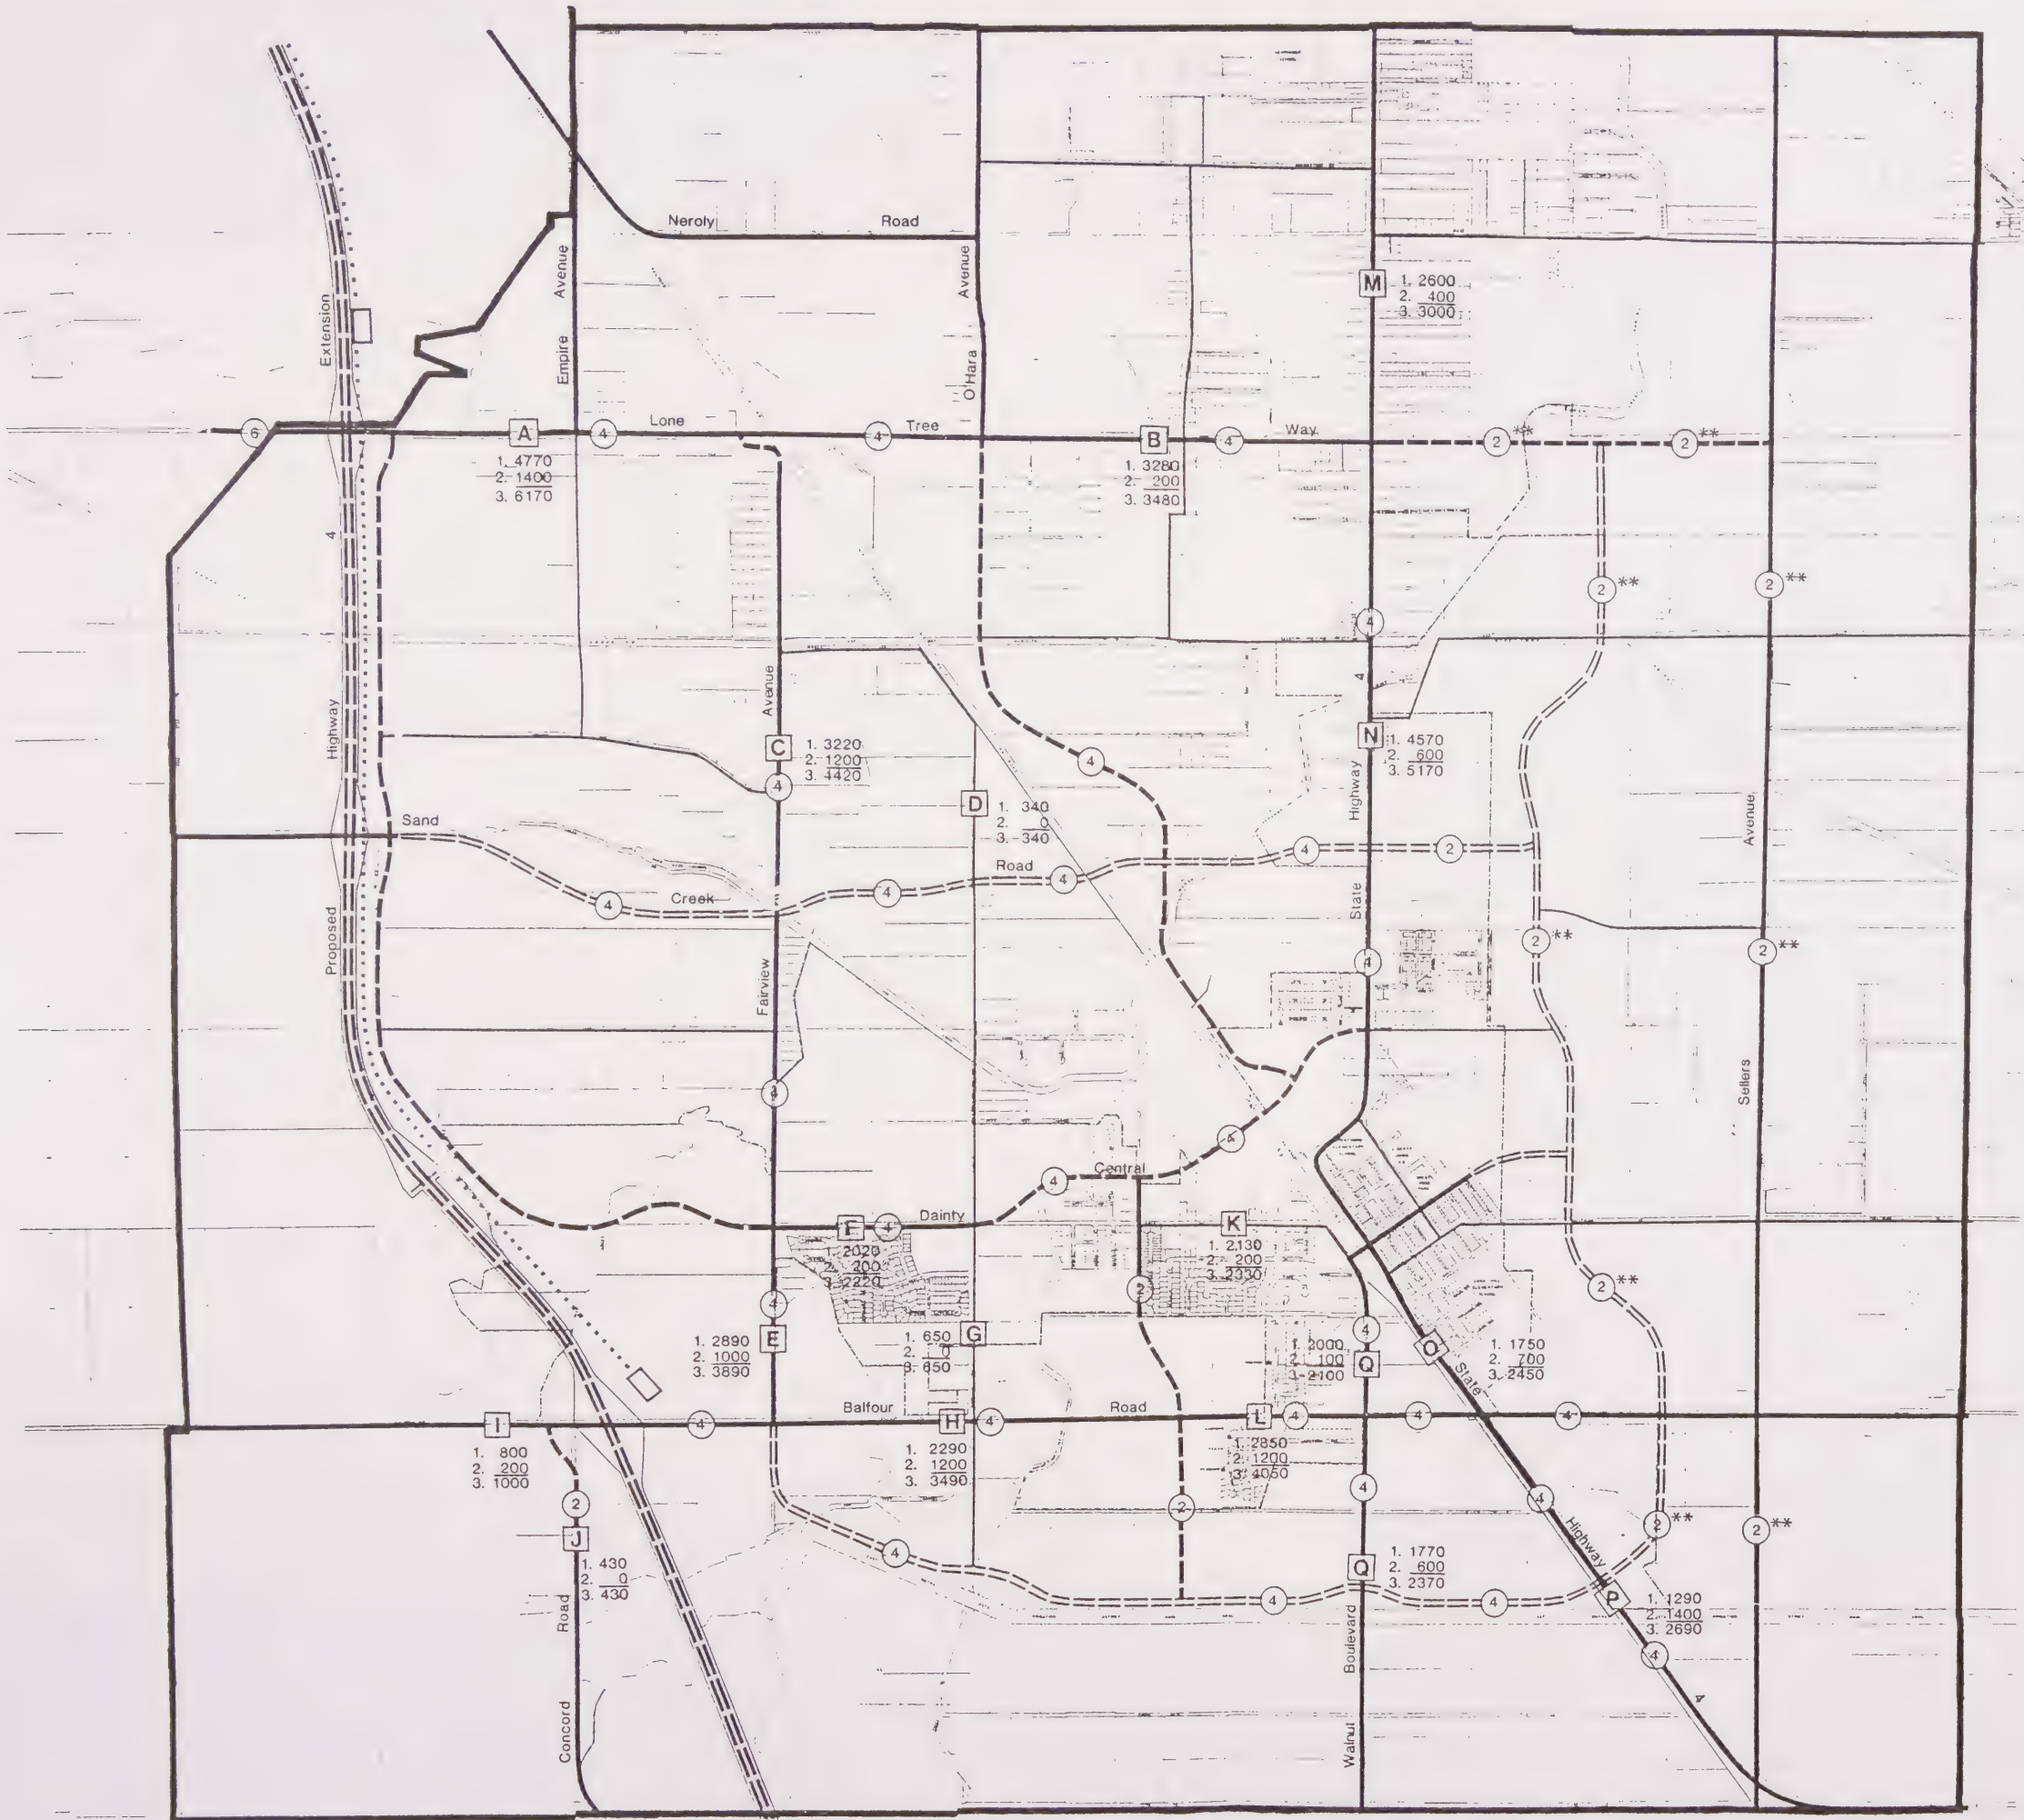 Neroly Road
Avenue
Empire
Avenue
O'Hara
Extension
M
1. 2600
2. 400
3. 3000
6
A
4
Lone
4
Tree
B
4
Way
2**
2**
1. 4770
2. 1400
3. 6170
1. 3280
2. 200
3. 3480
4
2**
2**
4
Avenue
4
Highway
C
1. 3220
2. 1200
3. 4420
4
4
N
1. 4570
2. 600
3. 5170
Highway
D
1. 340
2. 0
3. 340
Avenue
Sand
Creek
Road
4
4
4
4
2
State
Proposed
Fairview
2**
2**
4
4
Sellers
4
4
Central
Dainty
F
4
1. 2020
2. 200
3. 2220
K
1. 2130
2. 200
3. 2330
2
2**
4
E
1. 2890
2. 1000
3. 3890
G
1. 650
2. 0
3. 650
4
Q
1. 2000
2. 100
3. 2100
O
1. 1750
2. 700
3. 2450
State
I
4
Balfour
H
4
Road
L
4
4
4
1. 800
2. 200
3. 1000
1. 2290
2. 1200
3. 3490
1. 2850
2. 1200
3. 4050
2
4
2
4
Highway
2**
2**
J
1. 430
2. 0
3. 430
4
Q
1. 1770
2. 600
3. 2370
4
4
P
1. 1290
2. 1400
3. 2690
Road
Concord
Boulevard
Walnut
4
4